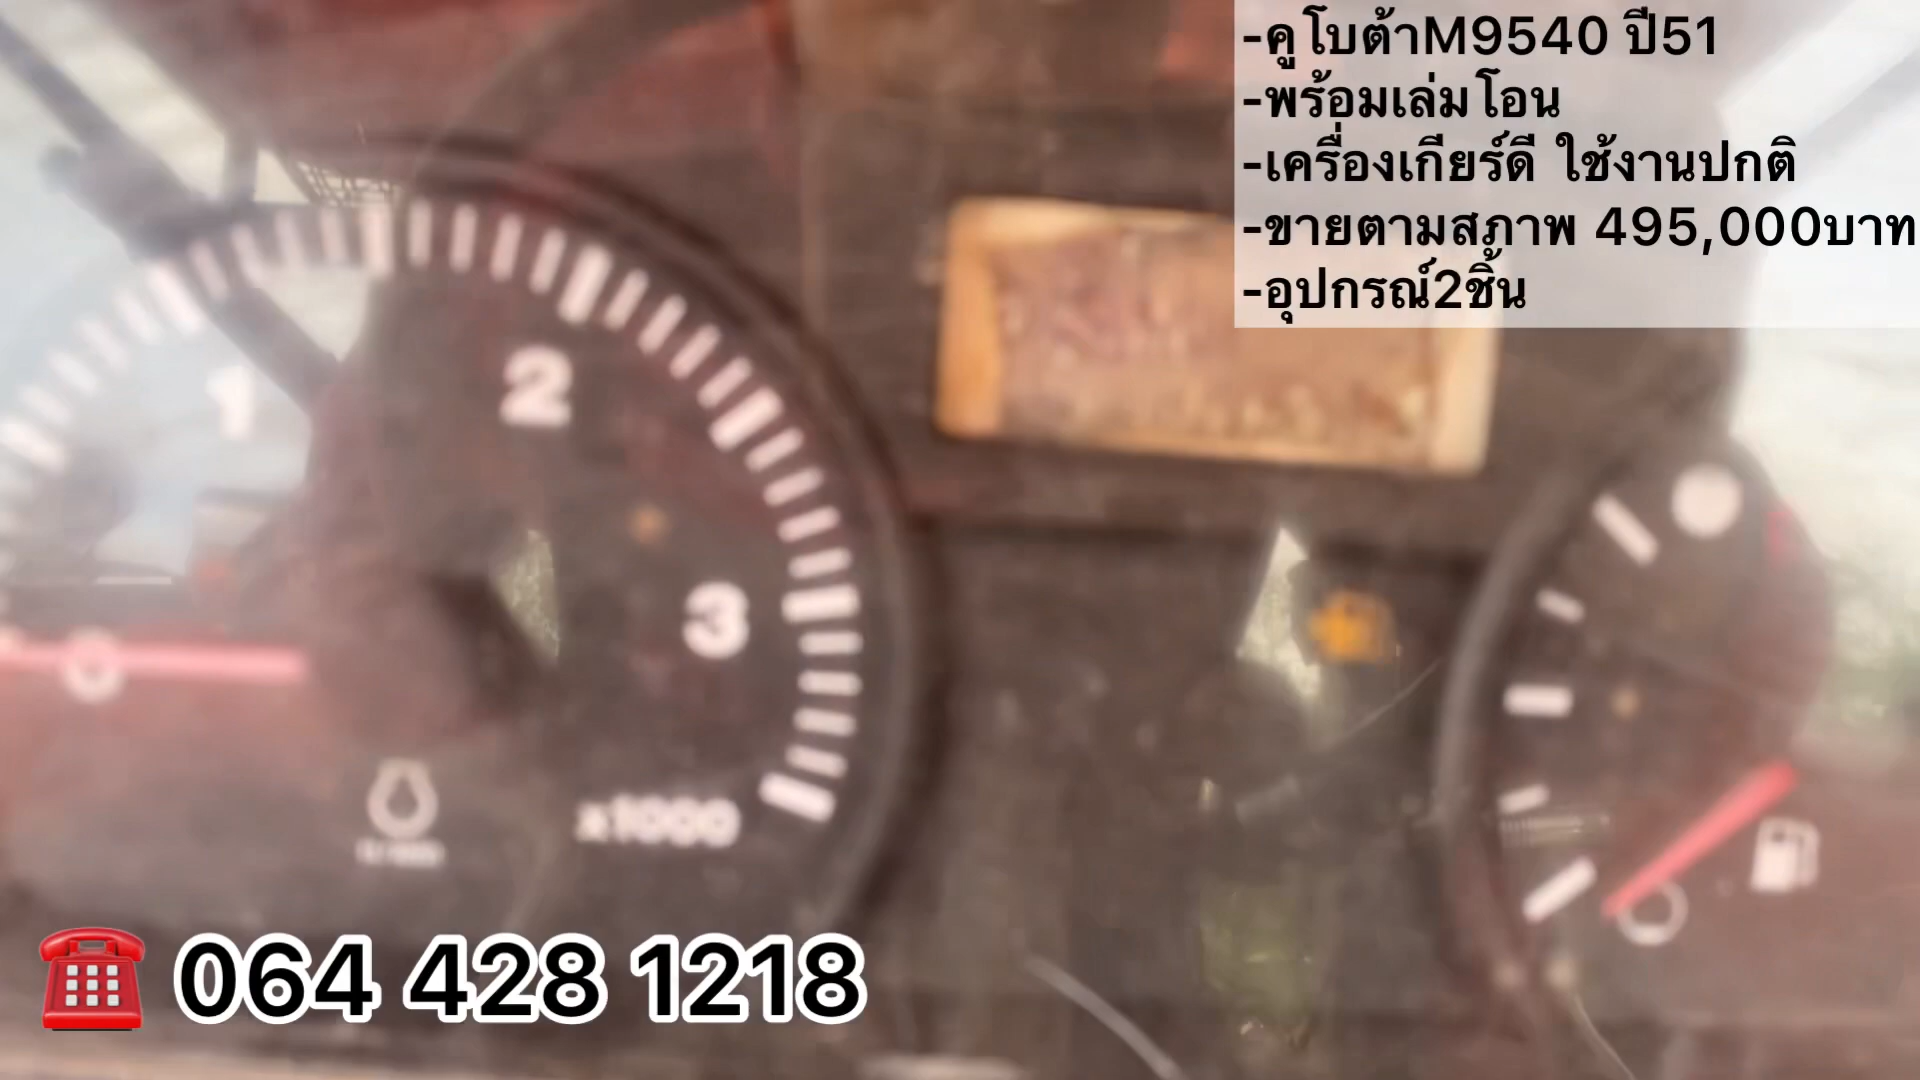 -คูโบต้าM9540 ปี51
-พร้อมเล่มโอน
-เครื่องเกียร์ดี ใช้งานปกติ
-ขายตามสภาพ 495,000บาท
-อุปกรณ์2ชิ้น
1
2
3
0
x1000
064 428 1218